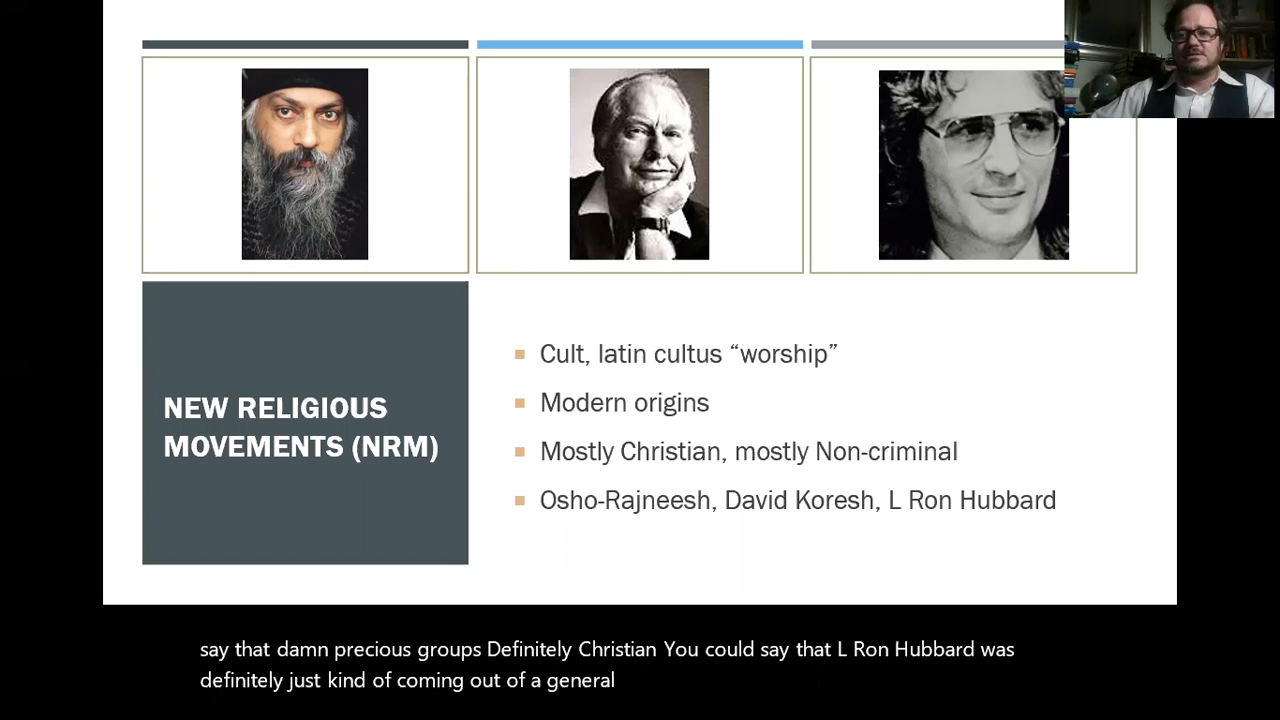 NEW RELIGIOUS
MOVEMENTS (NRM)
Cult, latin cultus “worship”
Modern origins
Mostly Christian, mostly Non-criminal
Osho-Rajneesh, David Koresh, L Ron Hubbard
say that damn precious groups Definitely Christian You could say that L Ron Hubbard was
definitely just kind of coming out of a general